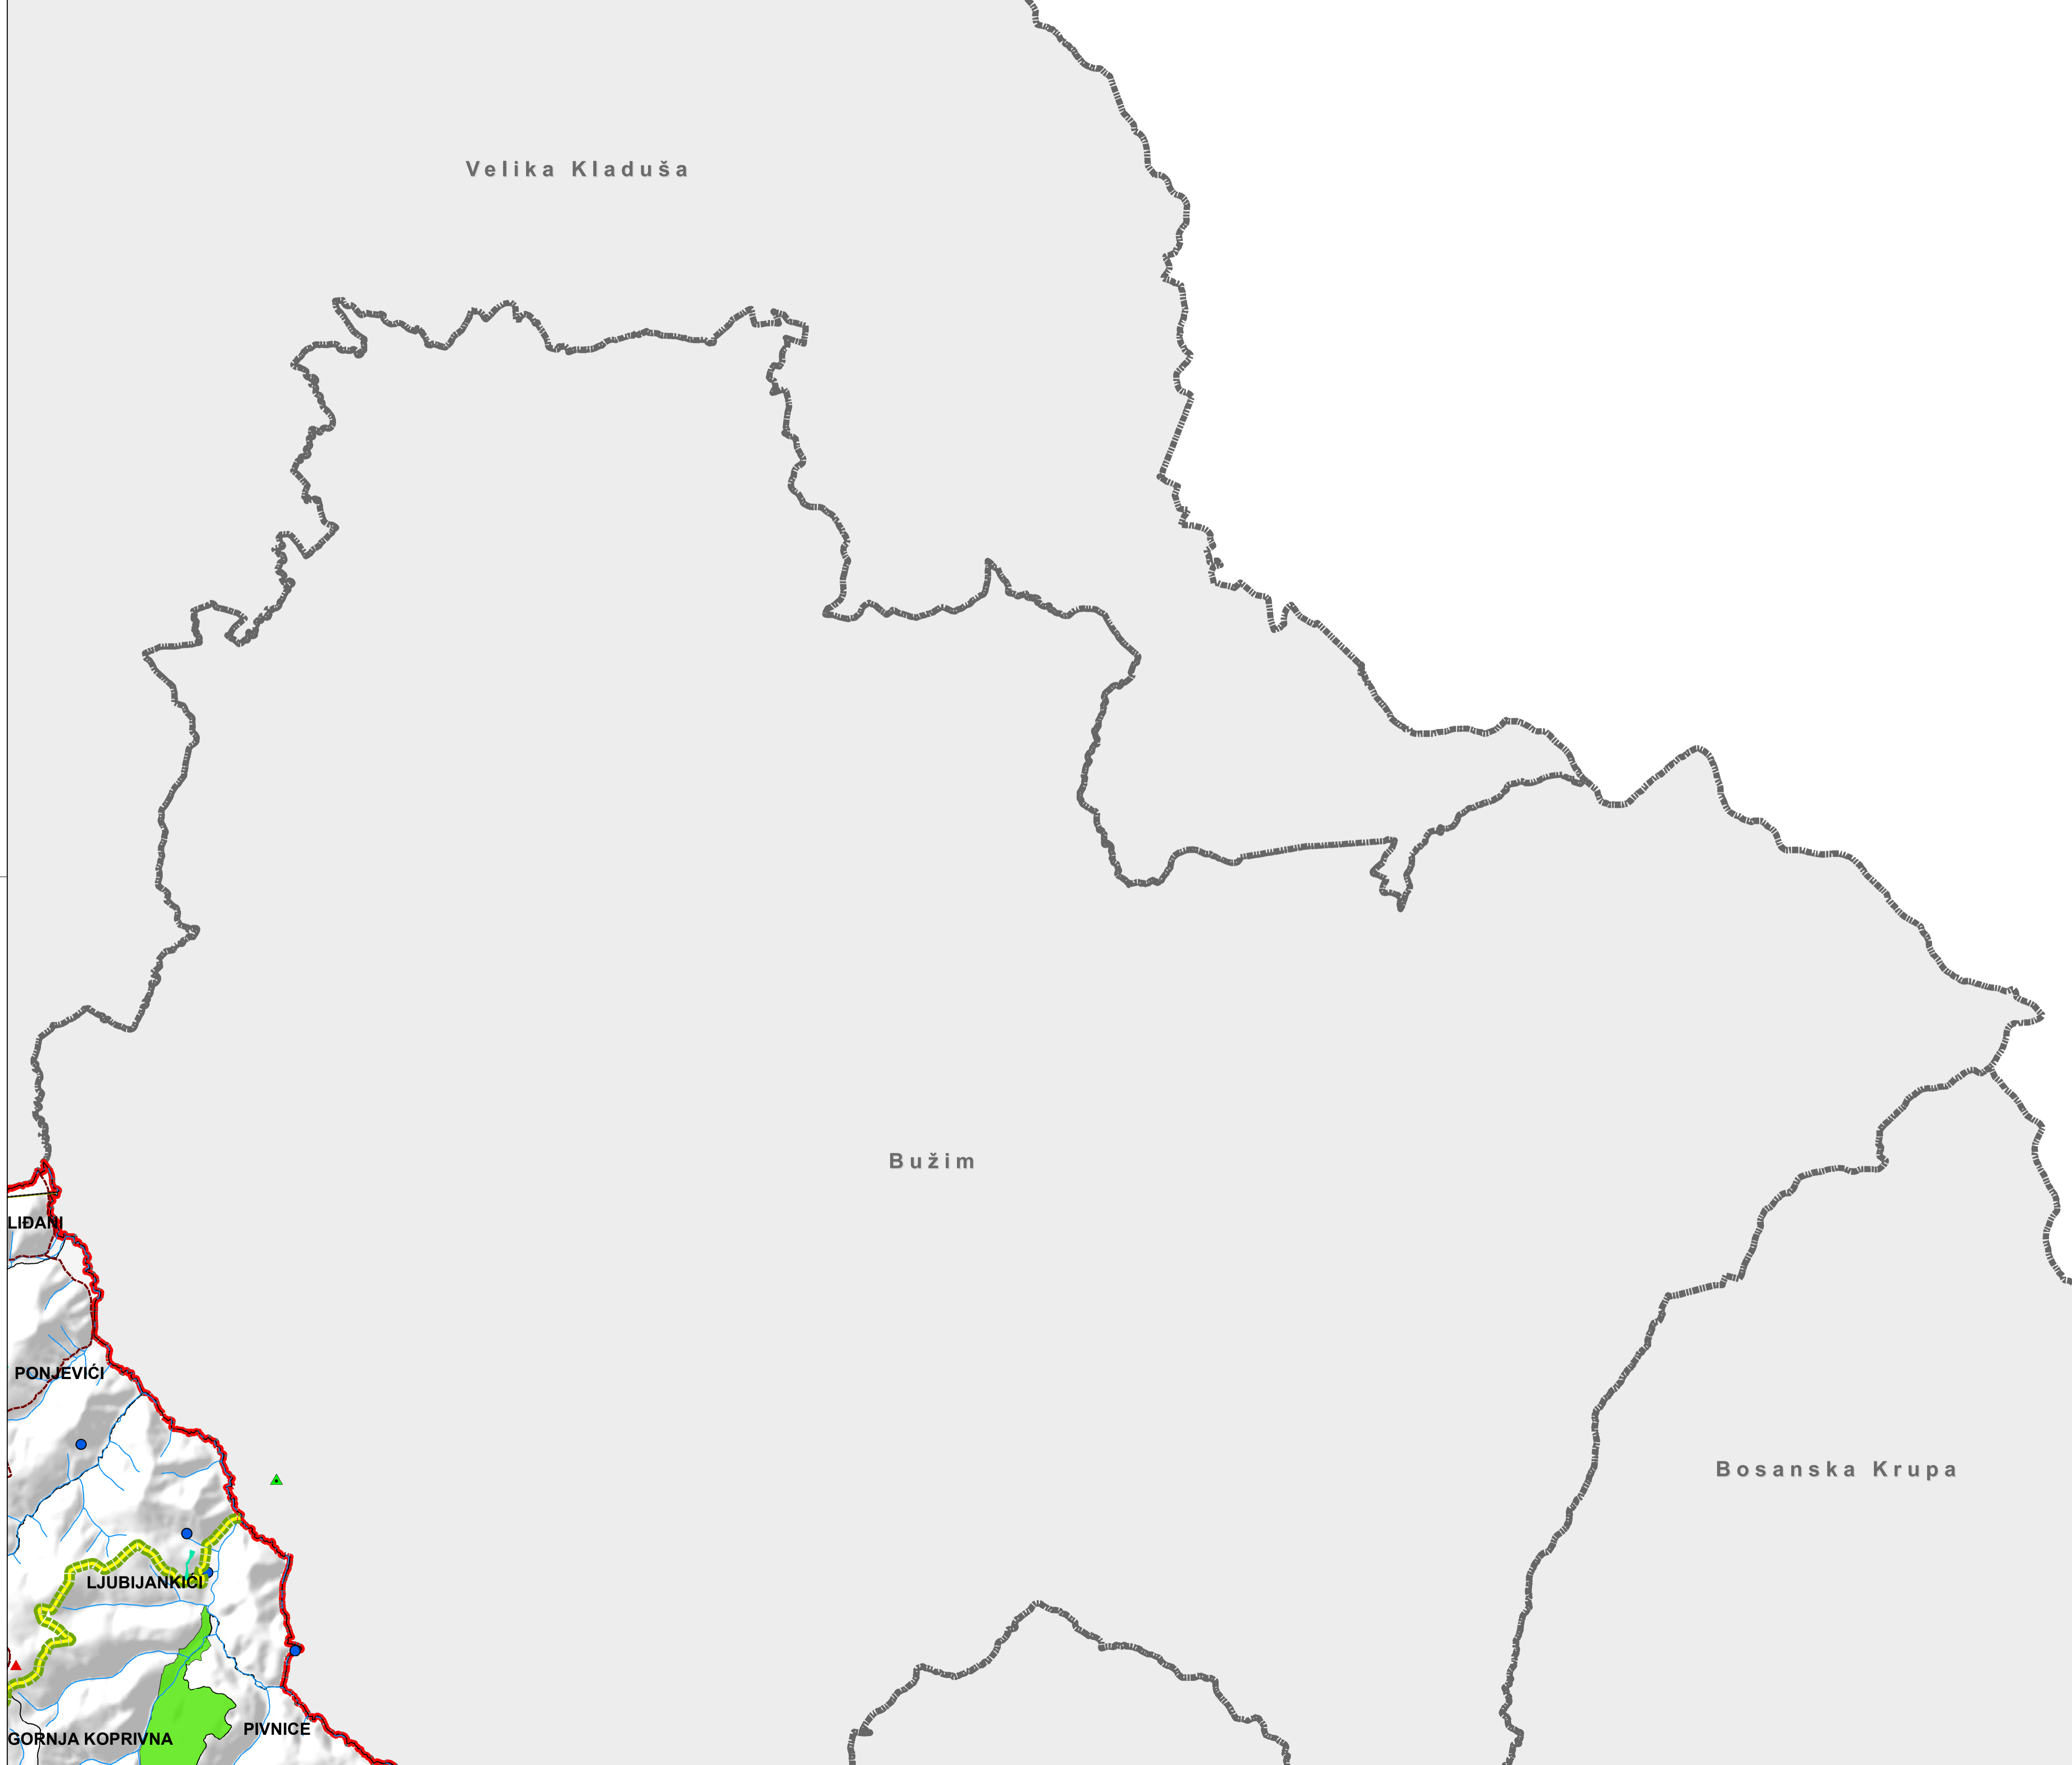 Velika Kladuša
Bužim
LIĐANI
PONJEVIĆI
Bosanska Krupa
LJUBIJANKIĆI
PIVNICE
GORNJA KOPRIVNA